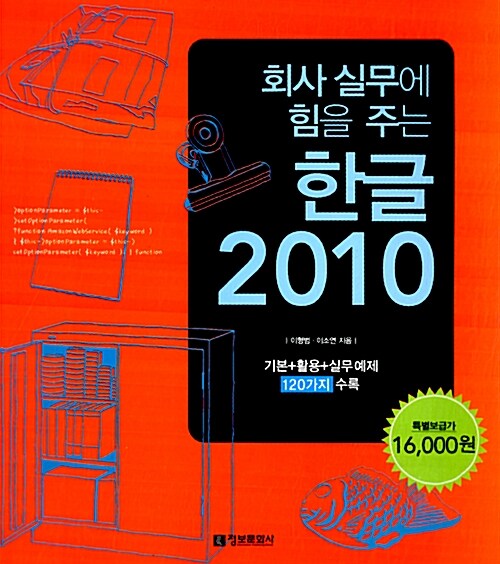 회사 실무에
힘을 주는
한글
2010
| 이형범 · 이소연 지음 |
기본+활용+실무 예제
120가지 수록
특별보급가
16,000원
)optionParameter = $this-
)setOptionParameter(
?function AmazonWebService( $keyword )
{ $this-)optionParameter = $this-)
setOptionParameter( $keyword ); } function
정보문화사